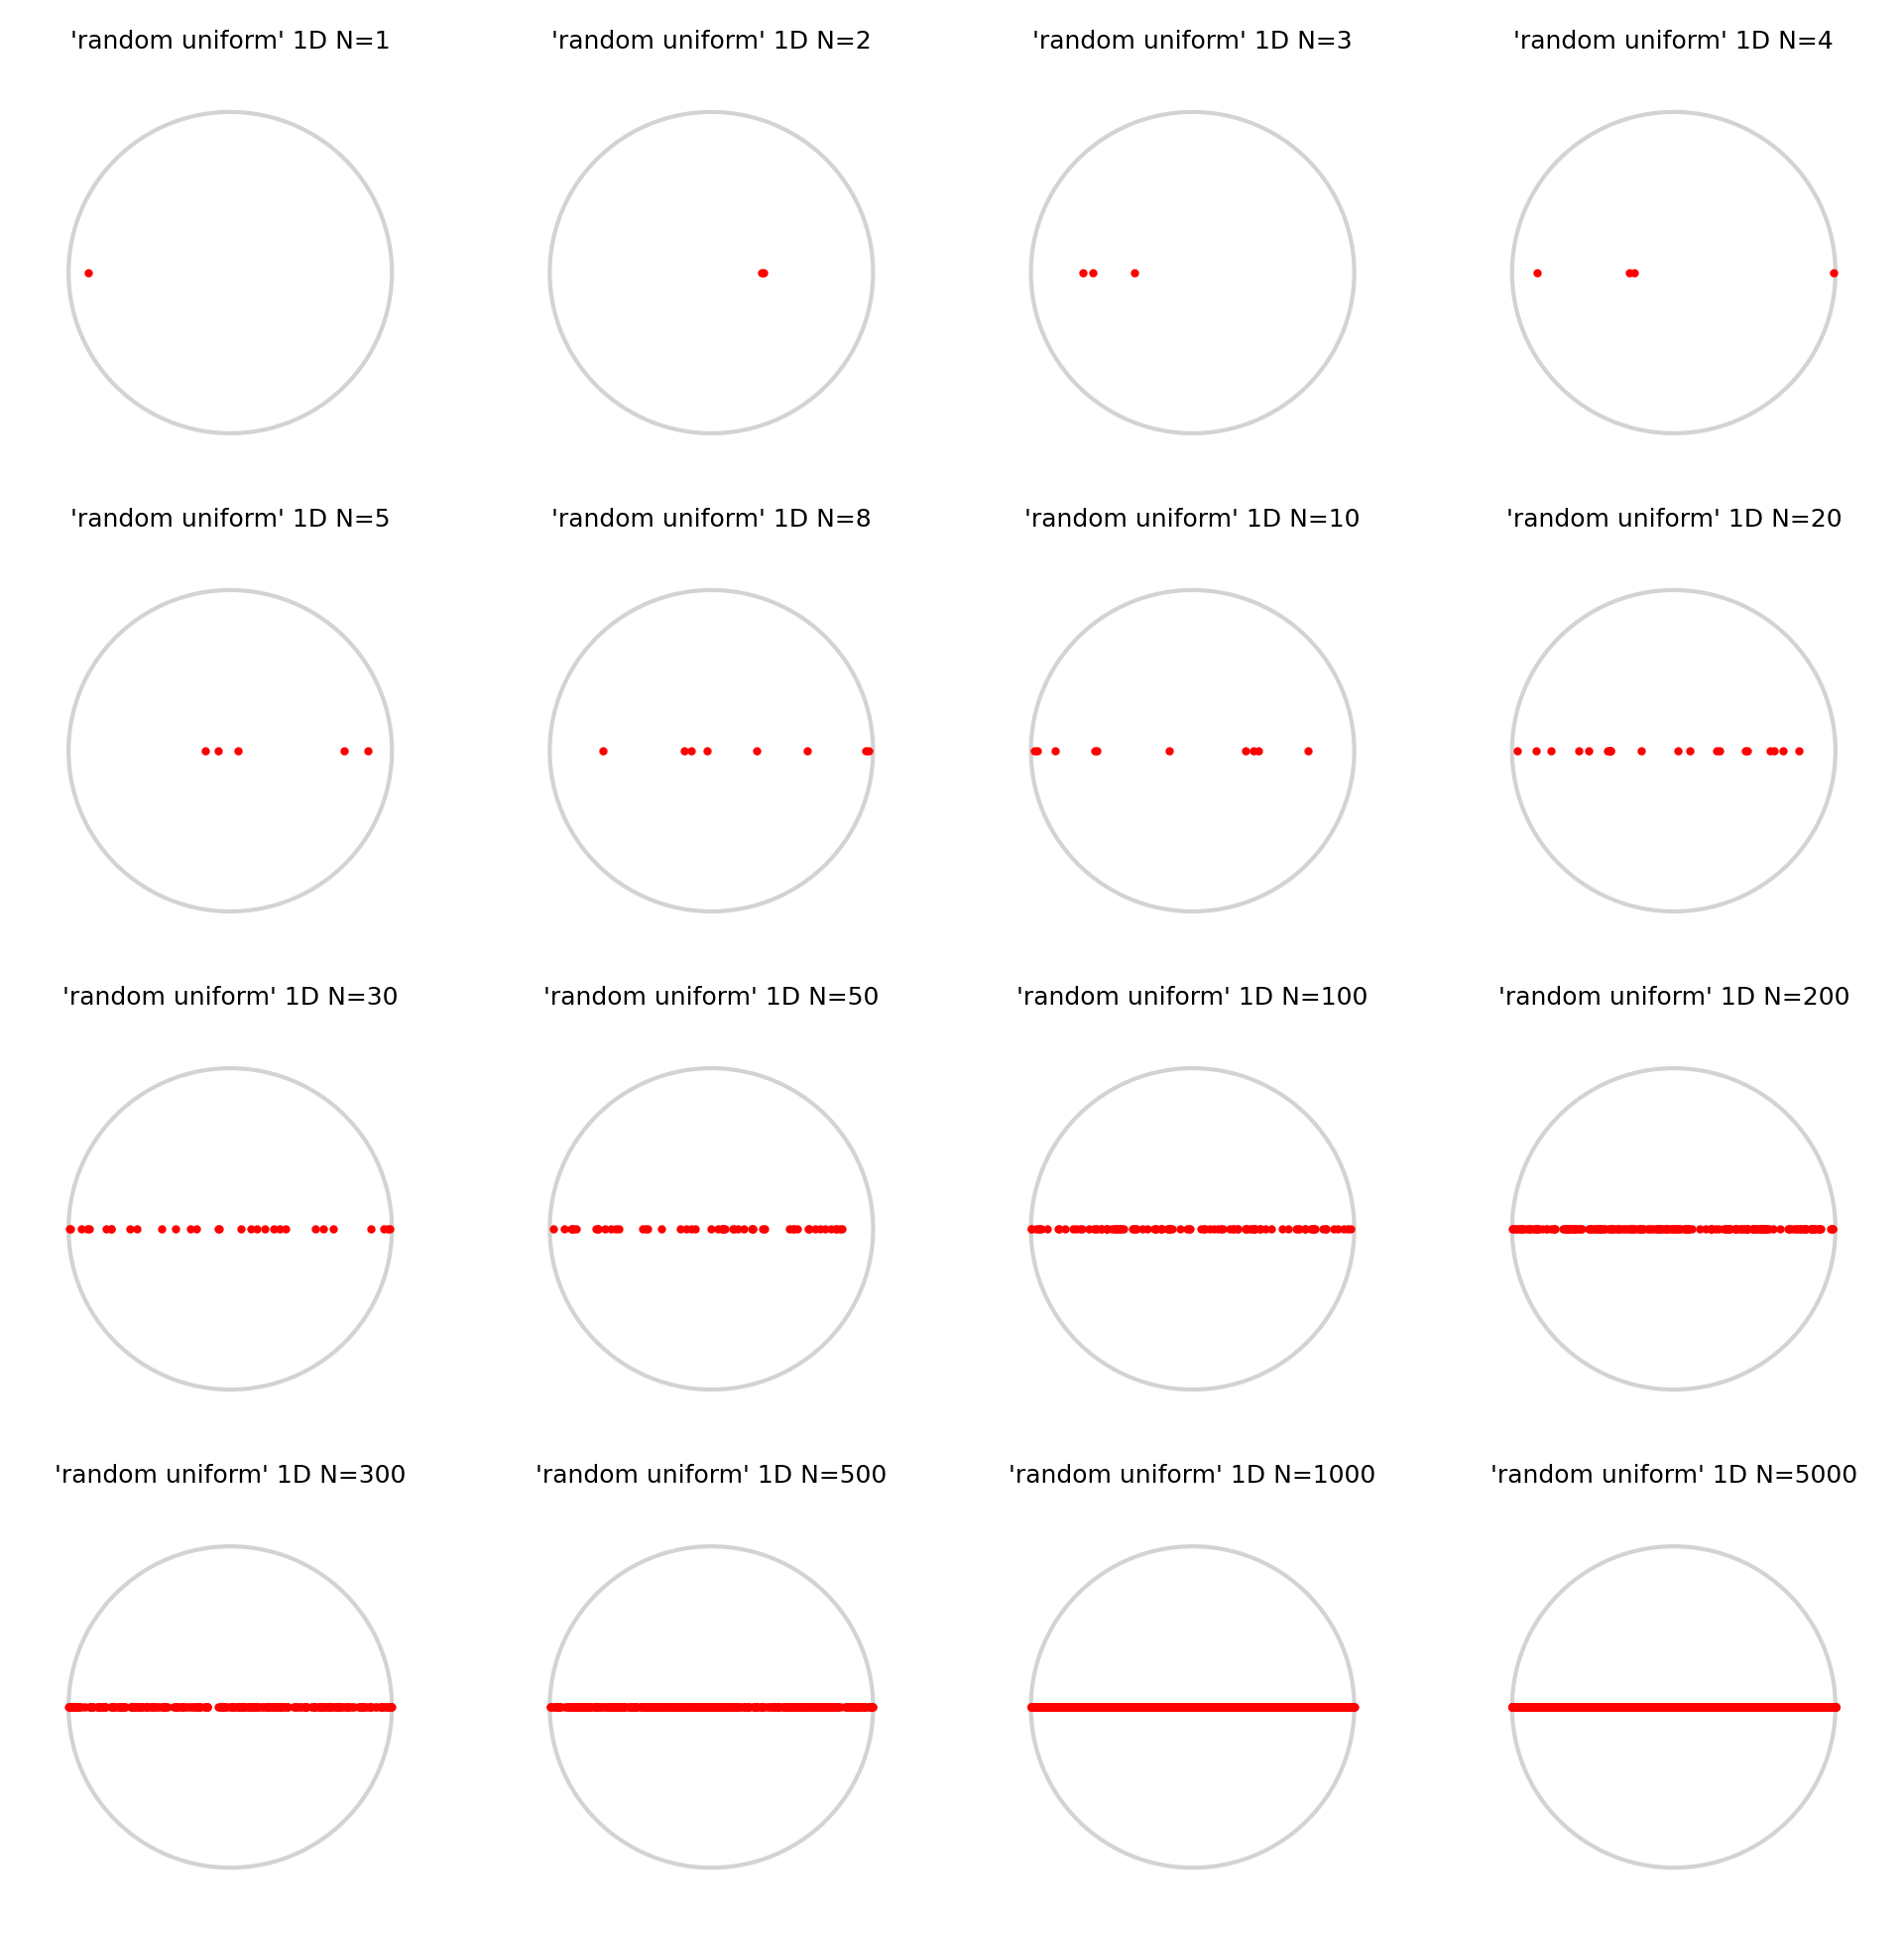 'random uniform' 1D N=1
'random uniform' 1D N=2
'random uniform' 1D N=3
'random uniform' 1D N=4
'random uniform' 1D N=5
'random uniform' 1D N=8
'random uniform' 1D N=10
'random uniform' 1D N=20
'random uniform' 1D N=30
'random uniform' 1D N=50
'random uniform' 1D N=100
'random uniform' 1D N=200
'random uniform' 1D N=300
'random uniform' 1D N=500
'random uniform' 1D N=1000
'random uniform' 1D N=5000